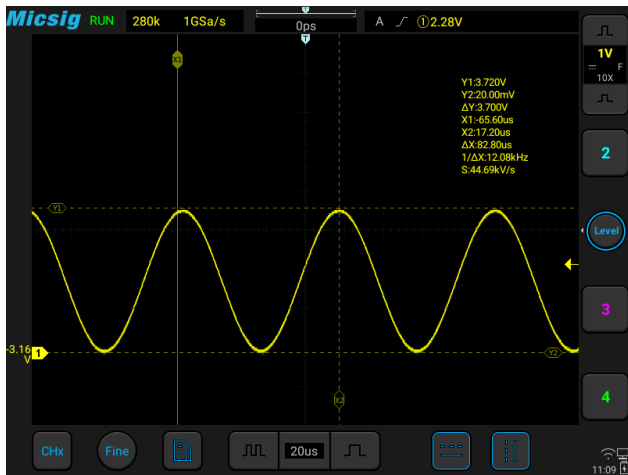 Micsig RUN 280k 1GSa/s 0ps A ①2.28V
T
T
1V
F
10X
X1
Y1:3.720V
Y2:20.00mV
ΔY:3.700V
X1:-65.60us
X2:17.20us
ΔX:82.80us
1/ΔX:12.08kHz
S:44.69kV/s
2
Y1
Level
3
-3.16
V
1
Y2
X2
4
CHx Fine 20us
11:09